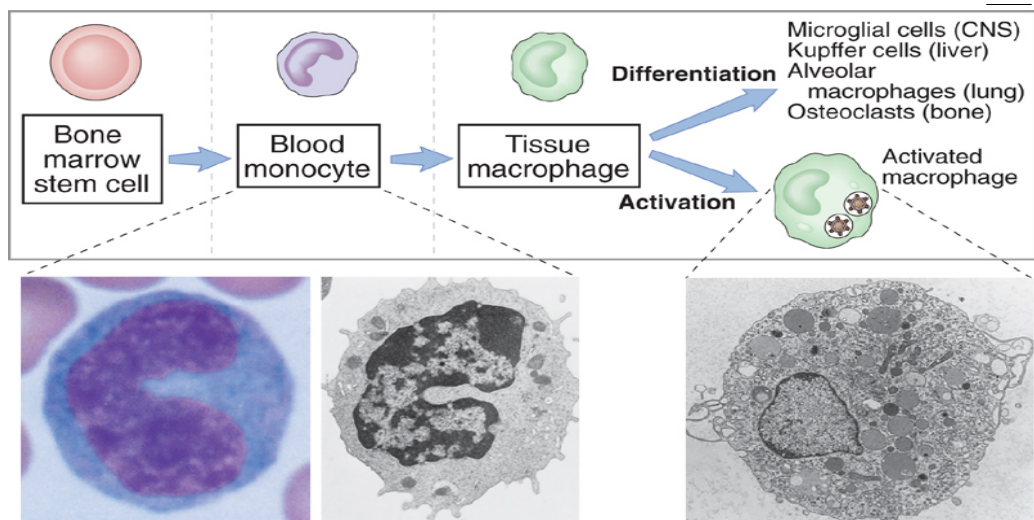 Bone
marrow
stem cell
Blood
monocyte
Tissue
macrophage
Differentiation
Microglial cells (CNS)
Kupffer cells (liver)
Alveolar
macrophages (lung)
Osteoclasts (bone)
Activation
Activated
macrophage